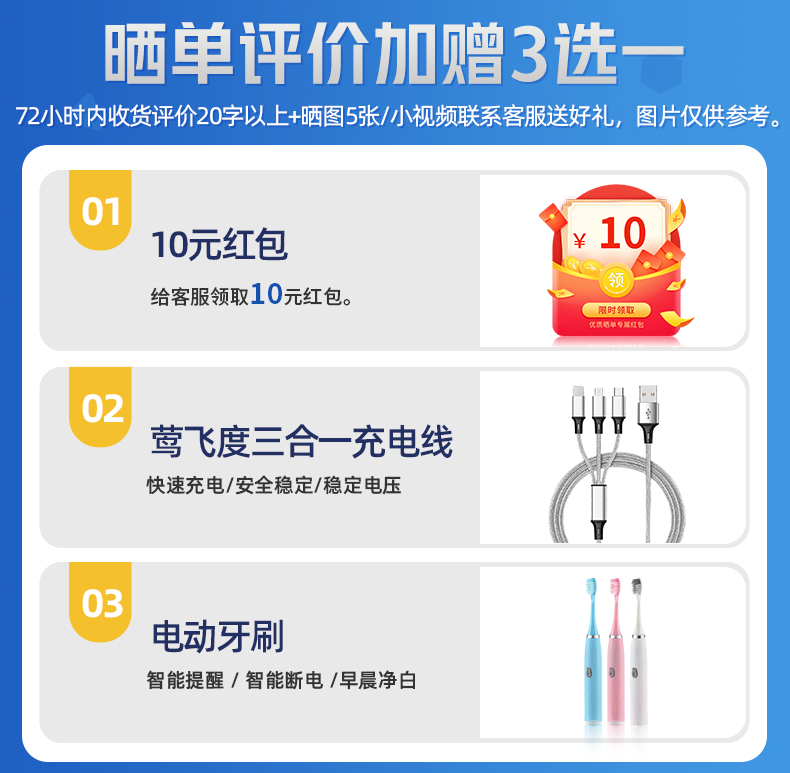 晒单评价加赠3选一
72小时内收货评价20字以上+晒图5张/小视频联系客服送好礼，图片仅供参考。
01
10元红包
给客服领取10元红包。
¥ 10
领
限时领取
优质晒单专属红包
02
莺飞度三合一充电线
快速充电/安全稳定/稳定电压
03
电动牙刷
智能提醒 / 智能断电 /早晨净白